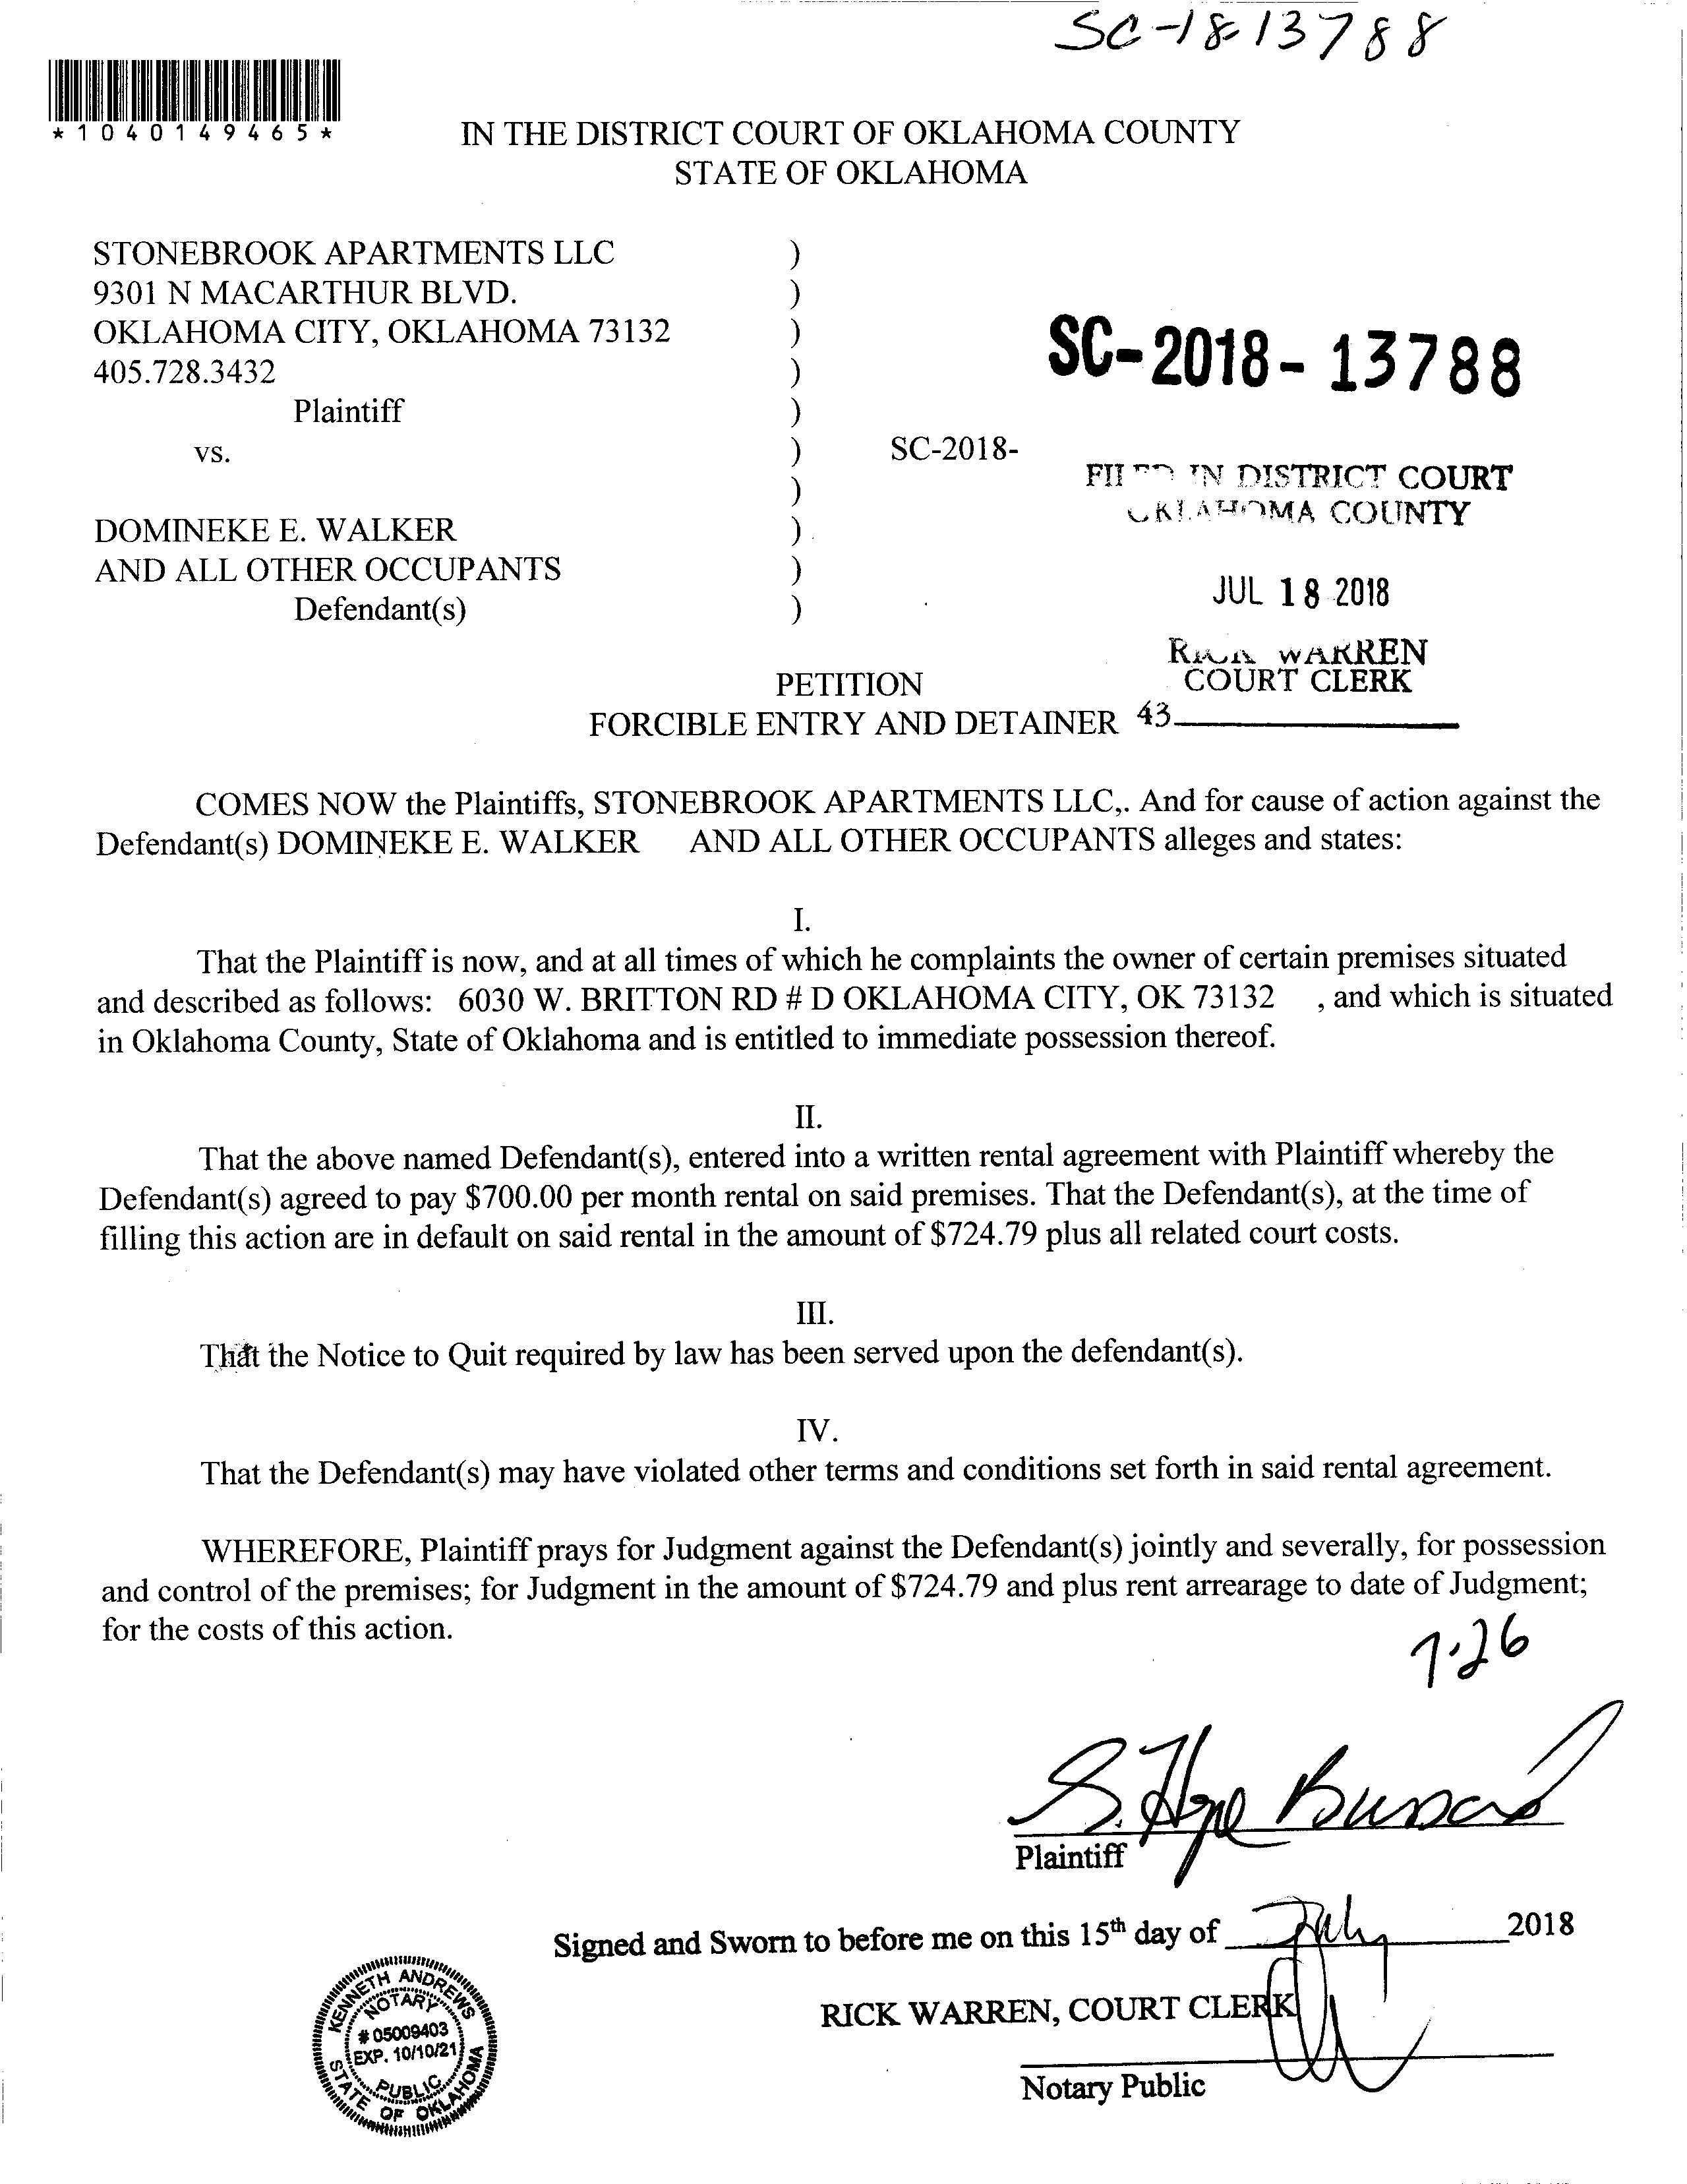 SC-18-13788
*1040149465*
IN THE DISTRICT COURT OF OKLAHOMA COUNTY
STATE OF OKLAHOMA
STONEBROOK APARTMENTS LLC )
9301 N MACARTHUR BLVD. )
OKLAHOMA CITY, OKLAHOMA 73132 )
405.728.3432 )
Plaintiff )
vs. )
)
DOMINEKE E. WALKER )
AND ALL OTHER OCCUPANTS )
Defendant(s) )
SC-2018-13788
SC-2018-
FILED IN DISTRICT COURT
OKLAHOMA COUNTY
JUL 18 2018
RICK WARREN
COURT CLERK
43
PETITION
FORCIBLE ENTRY AND DETAINER
COMES NOW the Plaintiffs, STONEBROOK APARTMENTS LLC,. And for cause of action against the
Defendant(s) DOMINEKE E. WALKER AND ALL OTHER OCCUPANTS alleges and states:
I.
That the Plaintiff is now, and at all times of which he complaints the owner of certain premises situated
and described as follows: 6030 W. BRITTON RD # D OKLAHOMA CITY, OK 73132 , and which is situated
in Oklahoma County, State of Oklahoma and is entitled to immediate possession thereof.
II.
That the above named Defendant(s), entered into a written rental agreement with Plaintiff whereby the
Defendant(s) agreed to pay $700.00 per month rental on said premises. That the Defendant(s), at the time of
filling this action are in default on said rental in the amount of $724.79 plus all related court costs.
III.
That the Notice to Quit required by law has been served upon the defendant(s).
IV.
That the Defendant(s) may have violated other terms and conditions set forth in said rental agreement.
WHEREFORE, Plaintiff prays for Judgment against the Defendant(s) jointly and severally, for possession
and control of the premises; for Judgment in the amount of $724.79 and plus rent arrearage to date of Judgment;
for the costs of this action.
7.26
S. Hope
Plaintiff
Signed and Sworn to before me on this 15th day of July 2018
RICK WARREN, COURT CLERK
Notary Public
KENNETH ANDREWS
NOTARY
# 05009403
EXP. 10/10/21
PUBLIC
STATE OF OKLAHOMA